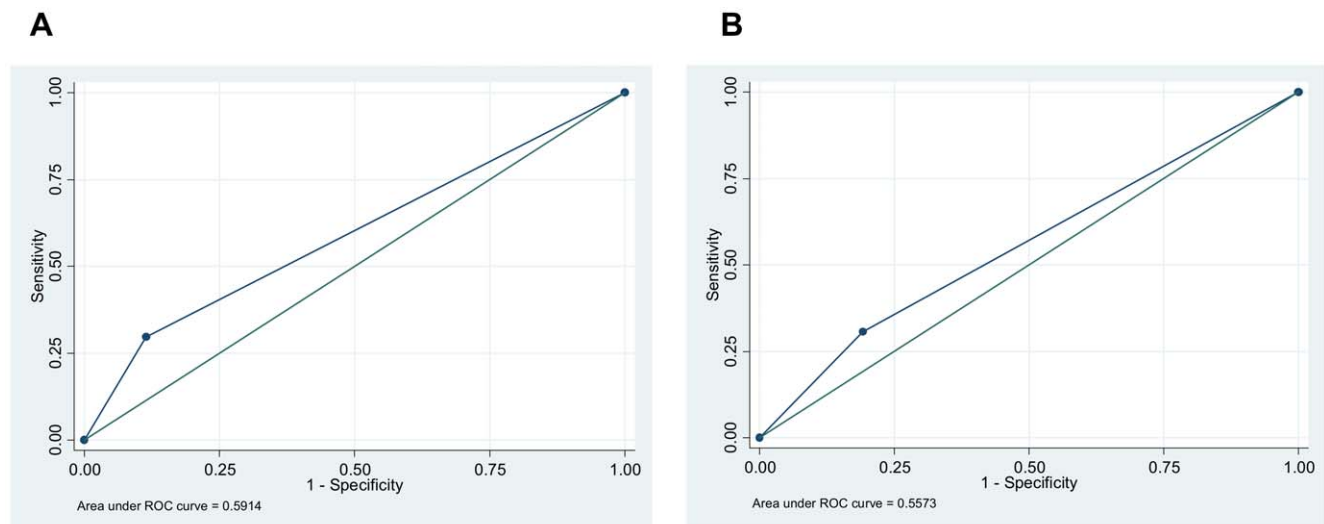 A
1.00
0.75
0.50
0.25
0.00
Sensitivity
0.00 0.25 0.50 0.75 1.00
1 - Specificity
Area under ROC curve = 0.5914
B
1.00
0.75
0.50
0.25
0.00
Sensitivity
0.00 0.25 0.50 0.75 1.00
1 - Specificity
Area under ROC curve = 0.5573